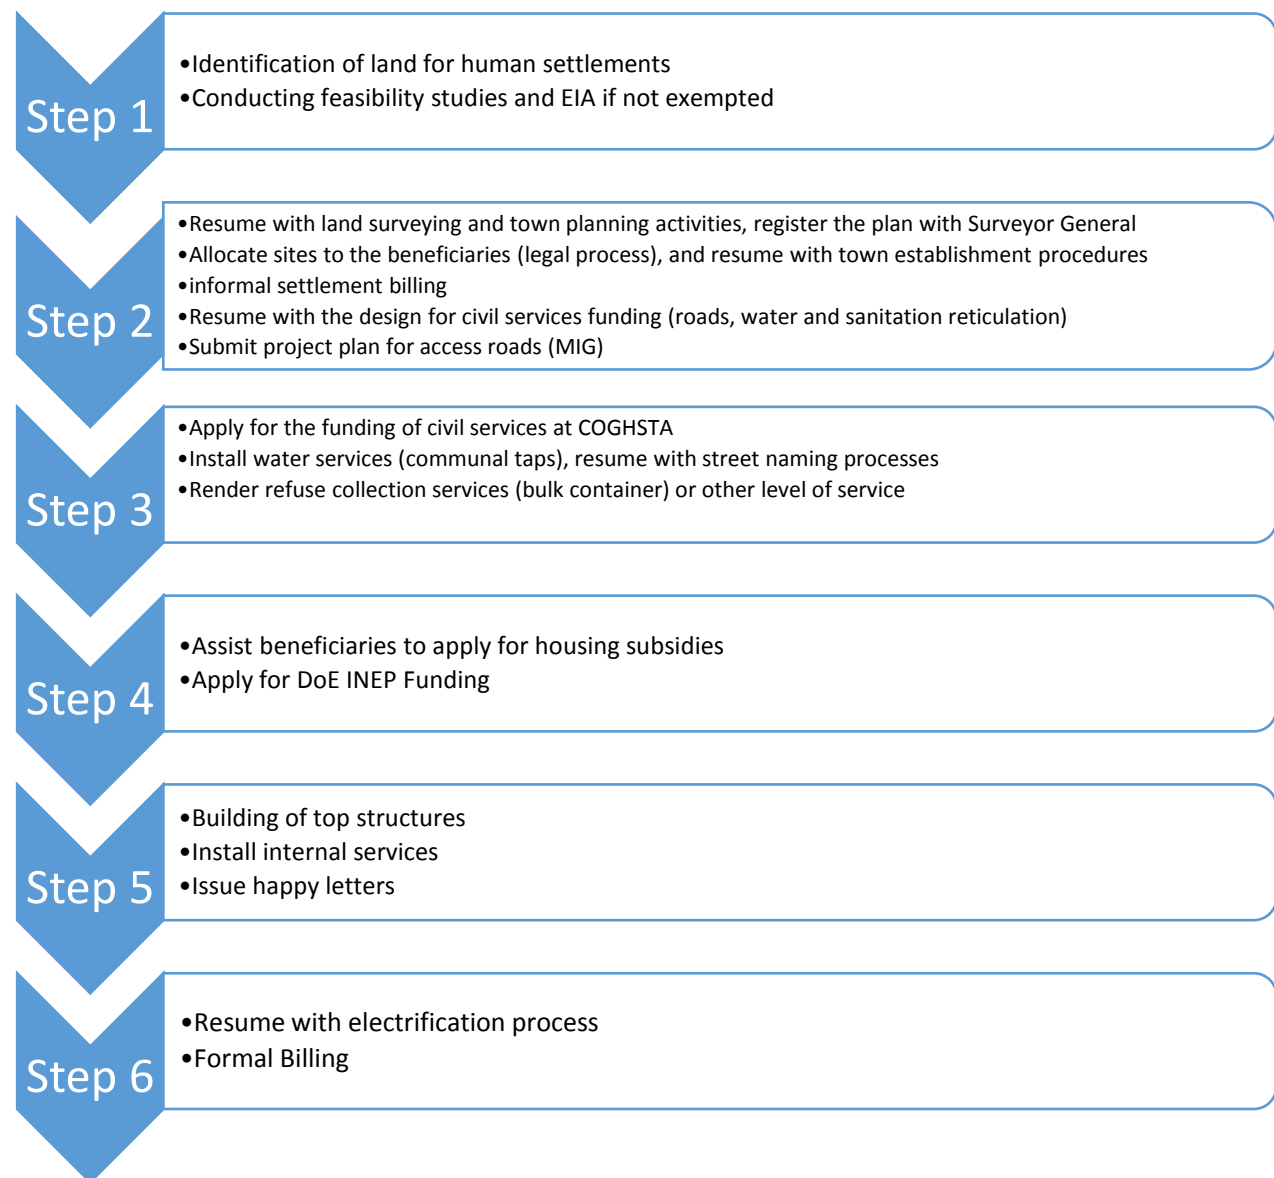 Step 1
•Identification of land for human settlements
•Conducting feasibility studies and EIA if not exempted
Step 2
•Resume with land surveying and town planning activities, register the plan with Surveyor General
•Allocate sites to the beneficiaries (legal process), and resume with town establishment procedures
•informal settlement billing
•Resume with the design for civil services funding (roads, water and sanitation reticulation)
•Submit project plan for access roads (MIG)
Step 3
•Apply for the funding of civil services at COGHSTA
•Install water services (communal taps), resume with street naming processes
•Render refuse collection services (bulk container) or other level of service
Step 4
•Assist beneficiaries to apply for housing subsidies
•Apply for DoE INEP Funding
Step 5
•Building of top structures
•Install internal services
•Issue happy letters
Step 6
•Resume with electrification process
•Formal Billing